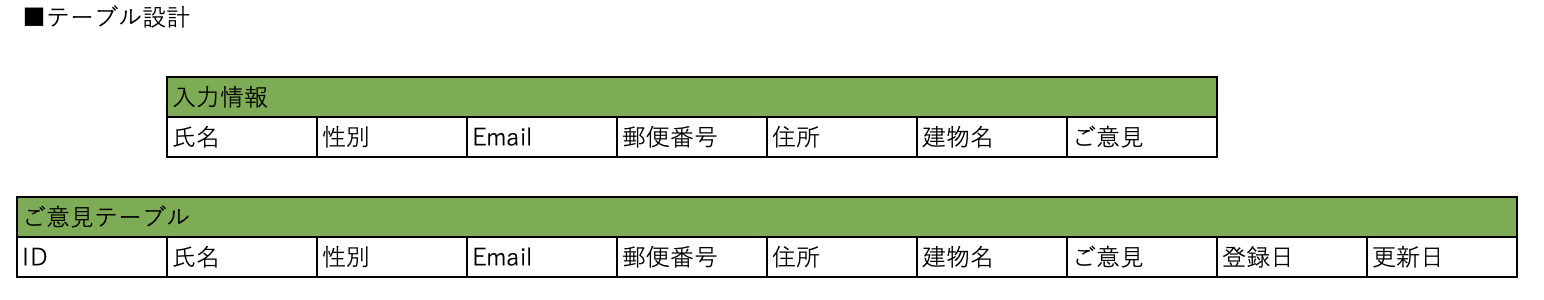 ■テーブル設計
入力情報
氏名 性別 Email 郵便番号 住所 建物名 ご意見
ご意見テーブル
ID 氏名 性別 Email 郵便番号 住所 建物名 ご意見 登録日 更新日